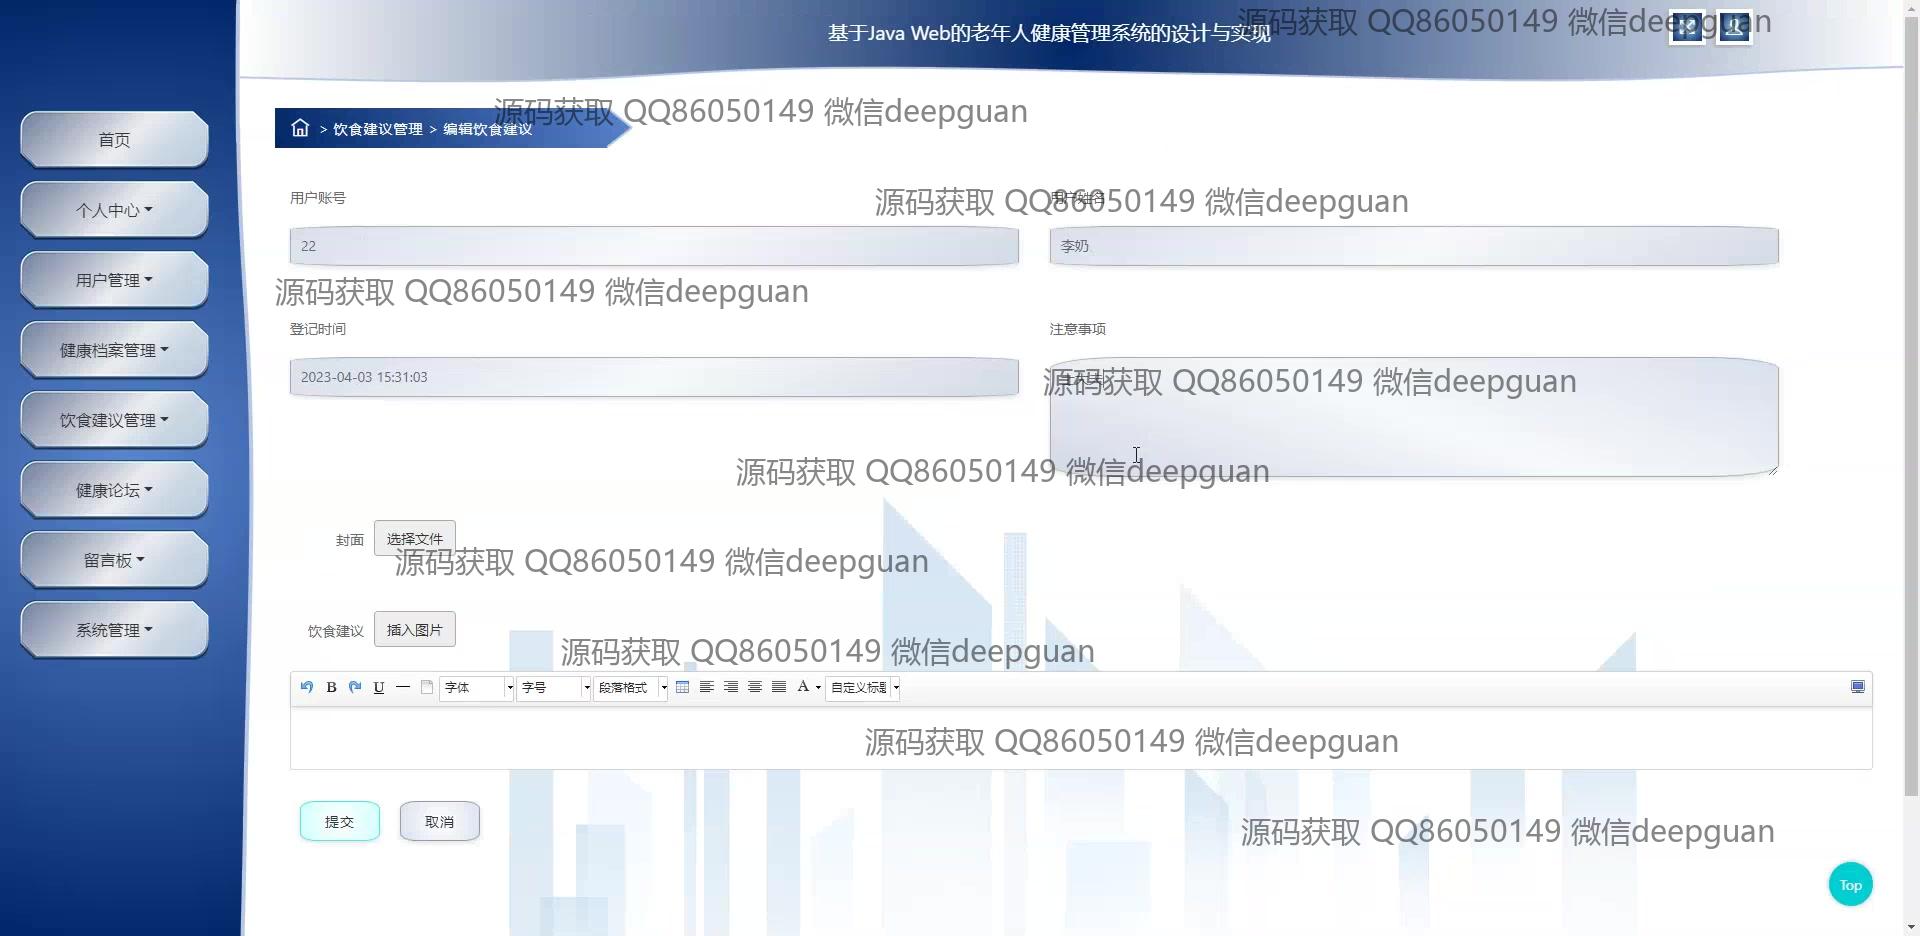 基于Java Web的老年人健康管理系统的设计与实现
源码获取 QQ86050149 微信deepguan
首页
个人中心
用户管理
健康档案管理
饮食建议管理
健康论坛
留言板
系统管理
> 饮食建议管理 > 编辑饮食建议
源码获取 QQ86050149 微信deepguan
用户账号
用户姓名
源码获取 QQ86050149 微信deepguan
22
李奶
源码获取 QQ86050149 微信deepguan
登记时间
注意事项
2023-04-03 15:31:03
源码获取 QQ86050149 微信deepguan
源码获取 QQ86050149 微信deepguan
封面
选择文件
源码获取 QQ86050149 微信deepguan
饮食建议
插入图片
源码获取 QQ86050149 微信deepguan
B U 字体 字号 段落格式 A 自定义标题
源码获取 QQ86050149 微信deepguan
提交
取消
源码获取 QQ86050149 微信deepguan
Top